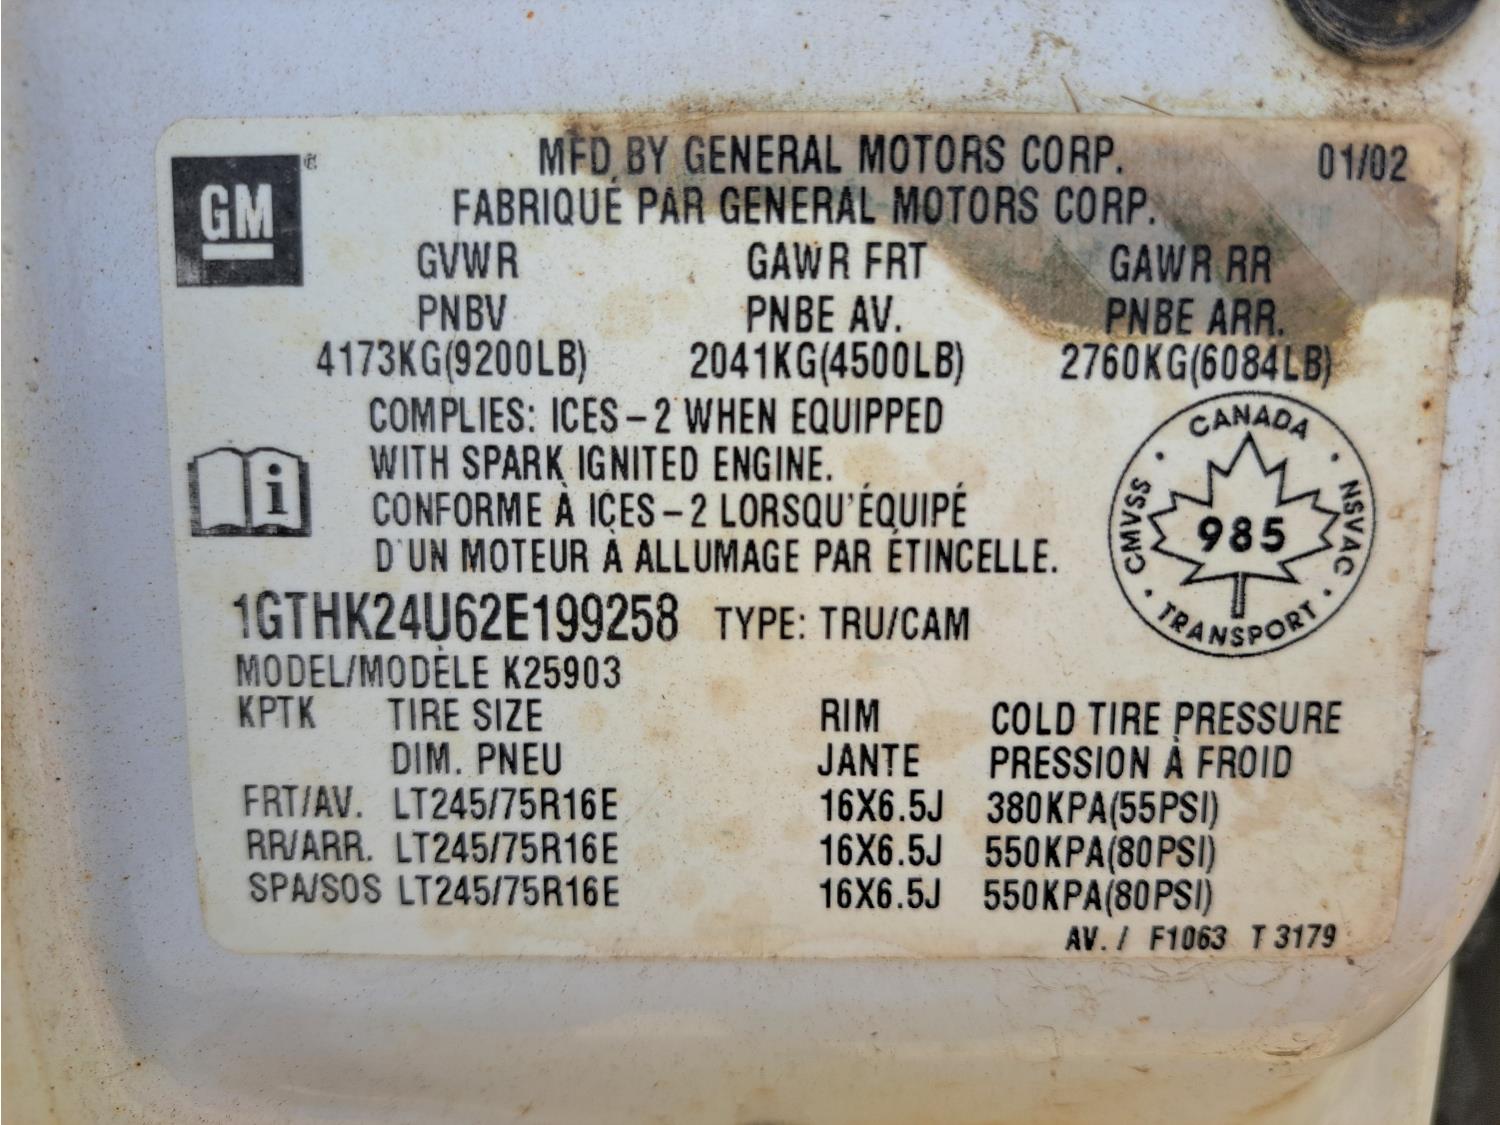 GM
MFD BY GENERAL MOTORS CORP. 01/02
FABRIQUÉ PAR GENERAL MOTORS CORP.
GVWR GAWR FRT GAWR RR
PNBV PNBE AV. PNBE ARR.
4173KG(9200LB) 2041KG(4500LB) 2760KG(6084LB)
COMPLIES: ICES-2 WHEN EQUIPPED
WITH SPARK IGNITED ENGINE.
CONFORME À ICES-2 LORSQU'ÉQUIPÉ
D'UN MOTEUR À ALLUMAGE PAR ÉTINCELLE.
i
CANADA
CMVSS 985 NSVAC
TRANSPORT
1GTHK24U62E199258 TYPE: TRU/CAM
MODEL/MODÈLE K25903
KPTK TIRE SIZE RIM COLD TIRE PRESSURE
DIM. PNEU JANTE PRESSION À FROID
FRT/AV. LT245/75R16E 16X6.5J 380KPA(55PSI)
RR/ARR. LT245/75R16E 16X6.5J 550KPA(80PSI)
SPA/SOS LT245/75R16E 16X6.5J 550KPA(80PSI)
AV. / F1063 T 3179